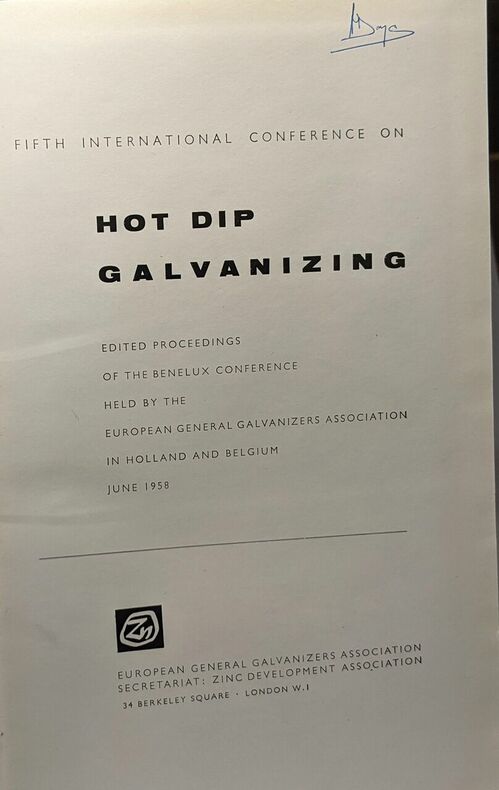 FIFTH INTERNATIONAL CONFERENCE ON
HOT DIP
GALVANIZING
EDITED PROCEEDINGS
OF THE BENELUX CONFERENCE
HELD BY THE
EUROPEAN GENERAL GALVANIZERS ASSOCIATION
IN HOLLAND AND BELGIUM
JUNE 1958
Zn
EUROPEAN GENERAL GALVANIZERS ASSOCIATION
SECRETARIAT: ZINC DEVELOPMENT ASSOCIATION
34 BERKELEY SQUARE · LONDON W.1